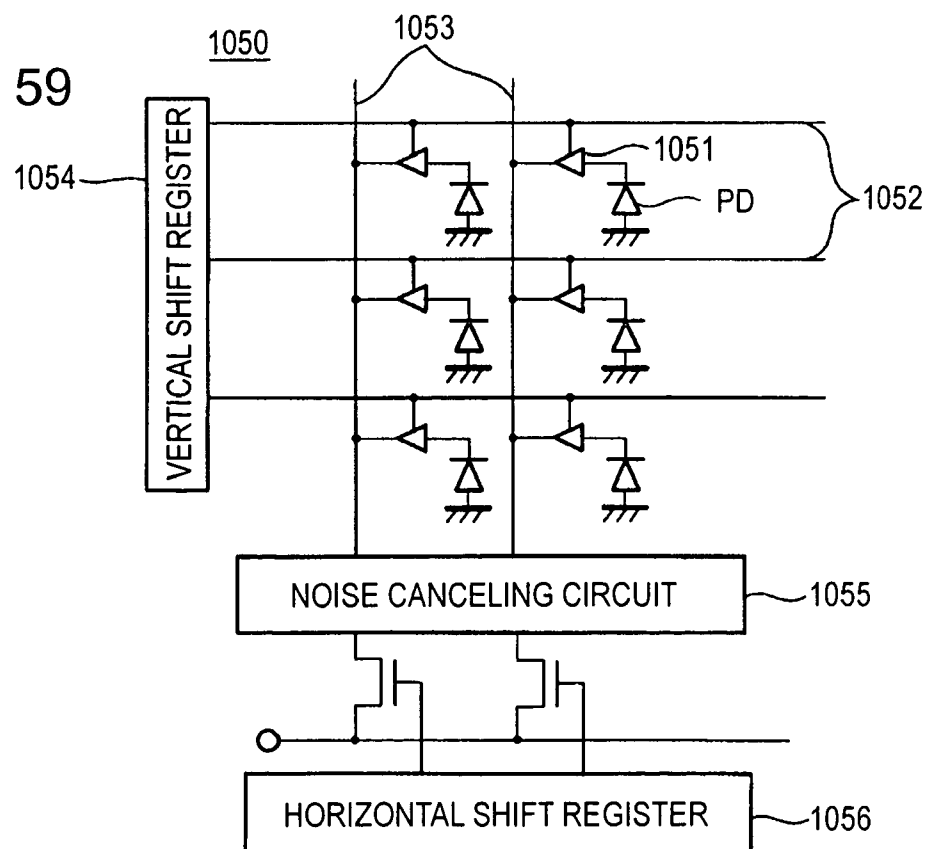 1050
1053
59
VERTICAL SHIFT REGISTER
1054
1051
PD
1052
NOISE CANCELING CIRCUIT
1055
HORIZONTAL SHIFT REGISTER
1056